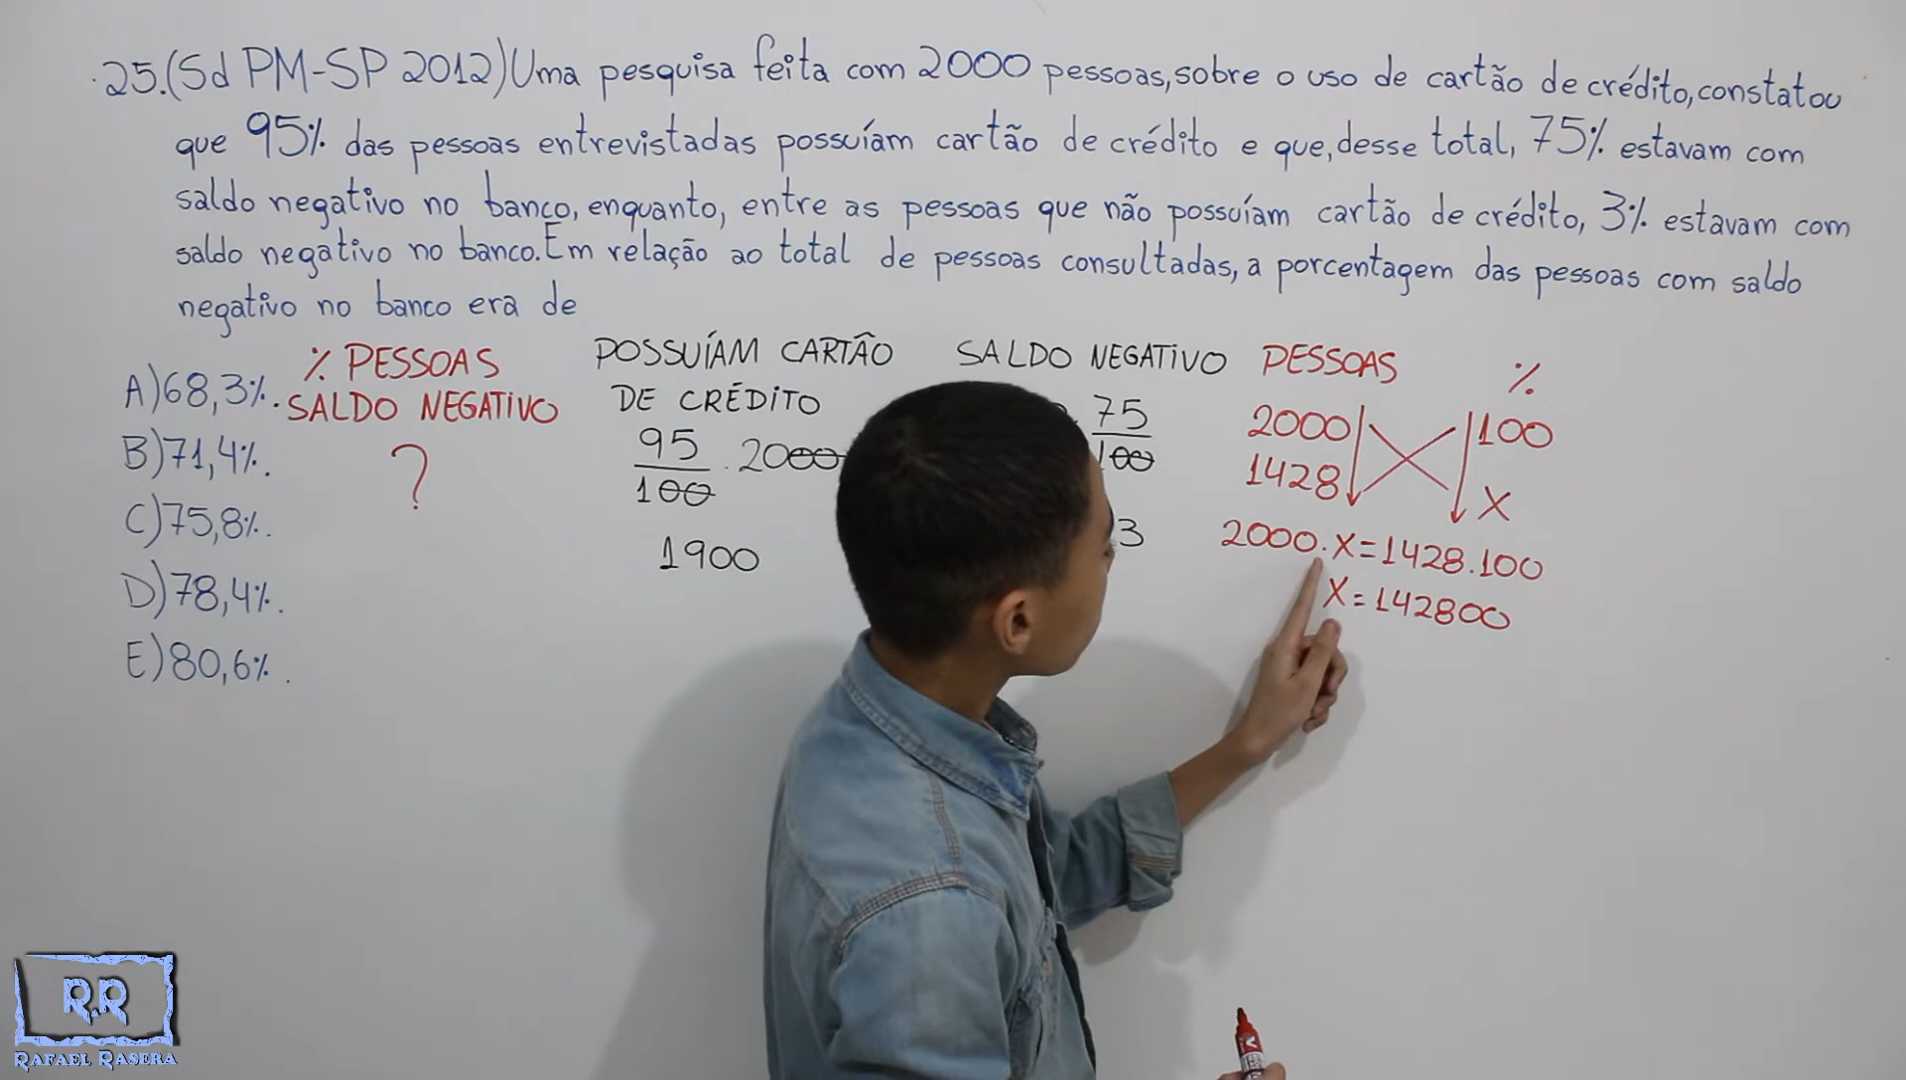 25.(Sd PM-SP 2012)Uma pesquisa feita com 2000 pessoas, sobre o uso de cartão de crédito, constatou
que 95% das pessoas entrevistadas possuíam cartão de crédito e que, desse total, 75% estavam com
saldo negativo no banco, enquanto, entre as pessoas que não possuíam cartão de crédito, 3% estavam com
saldo negativo no banco. Em relação ao total de pessoas consultadas, a porcentagem das pessoas com saldo
negativo no banco era de
A)68,3%.
B)71,4%.
C)75,8%.
D)78,4%.
E)80,6%.
% PESSOAS
SALDO NEGATIVO
?
POSSUÍAM CARTÂO
DE CRÉDITO
95
100 . 2000
1900
SALDO NEGATIVO
75
100
3
PESSOAS %
2000 100
1428 X
2000.X=1428.100
X=142800
R.R
RAFAEL RASERA